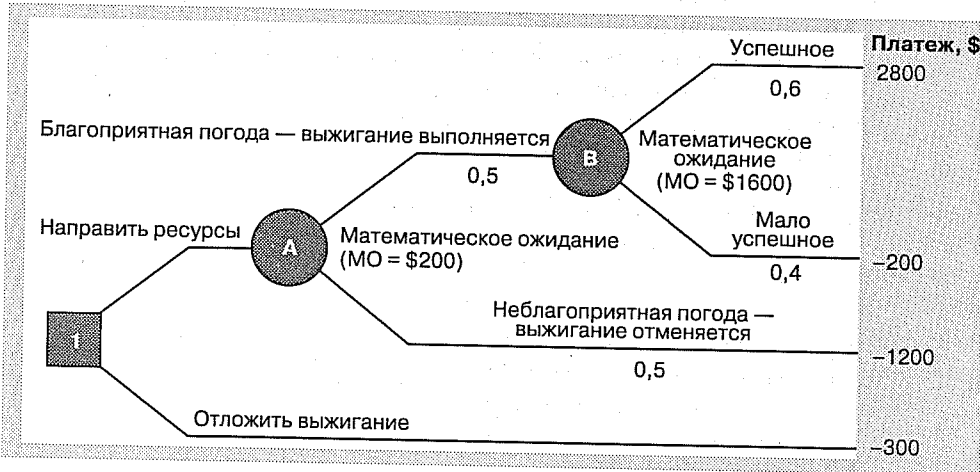 Платеж, $
Успешное
2800
0,6
Благоприятная погода — выжигание выполняется
B
Математическое
ожидание
(МО = $1600)
0,5
Мало
успешное
Направить ресурсы
A
Математическое ожидание
(МО = $200)
–200
0,4
Неблагоприятная погода —
выжигание отменяется
1
–1200
0,5
Отложить выжигание
–300